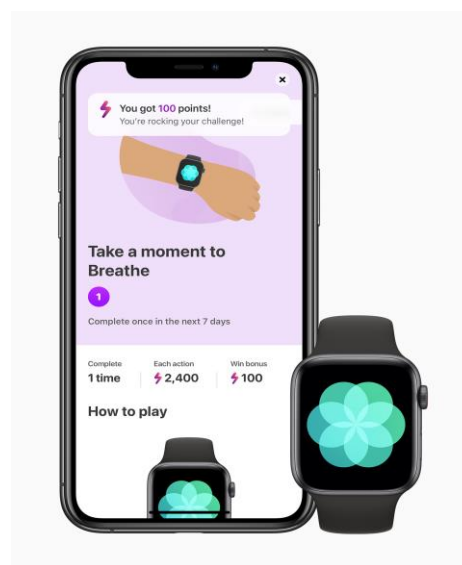 You got 100 points!
You're rocking your challenge!
Take a moment to
Breathe
1
Complete once in the next 7 days
Complete Each action Win bonus
1 time 2,400 100
How to play